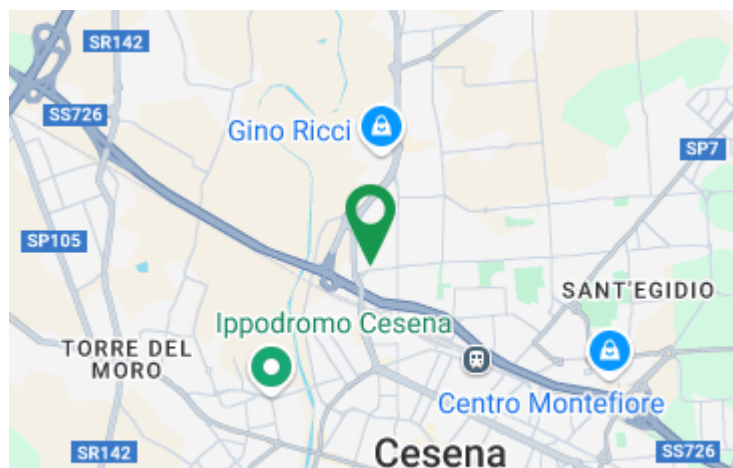 SR142
SS726
Gino Ricci
SP7
SP105
SANT'EGIDIO
Ippodromo Cesena
TORRE DEL
MORO
Centro Montefiore
SR142
Cesena
SS726